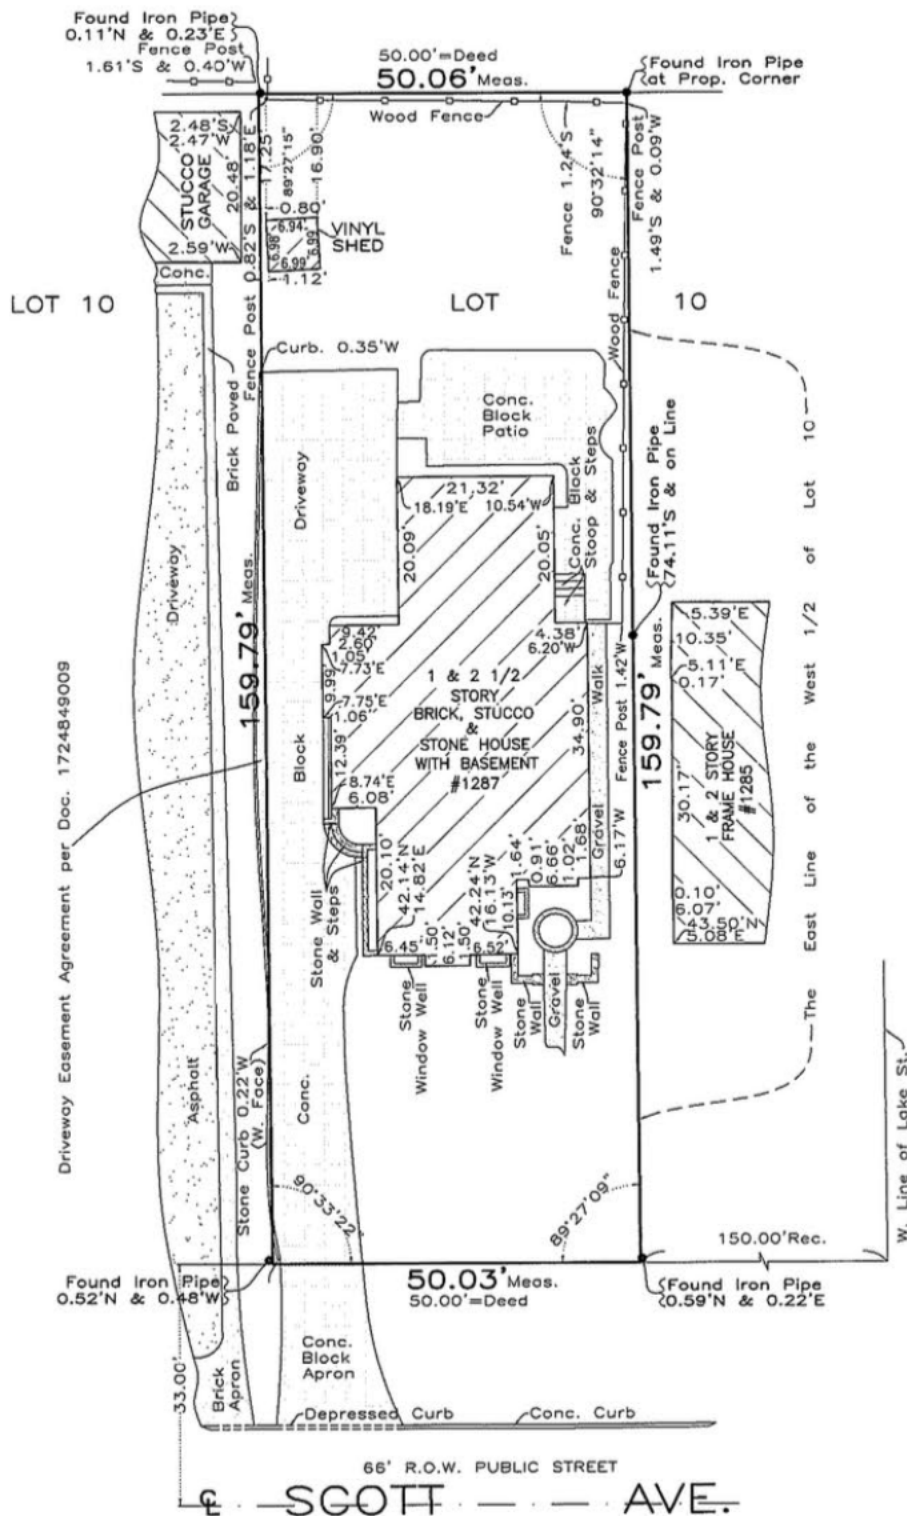 Found Iron Pipe
0.11'N & 0.23'E
Fence Post
1.61'S & 0.40'W
50.00'=Deed
50.06' Meas.
Found Iron Pipe
at Prop. Corner
Wood Fence
2.48'S
2.47'W
STUCCO
GARAGE
20.48'
2.59'W
Conc.
Fence Post 0.82'S & 1.18'E
17.25'
89°27'15"
16.90'
0.80'
6.94'
6.98'
6.99'
6.99'
1.12'
VINYL
SHED
Fence 1.24'S
90°32'14"
Fence Post
1.49'S & 0.09'W
Wood Fence
LOT 10
LOT
10
Curb. 0.35'W
Brick Paved
Driveway
Driveway
Conc.
Block
Patio
Conc. Block
Stoop & Steps
Found Iron Pipe
74.11'S & on Line
The East Line of the West 1/2 of Lot 10
21.32'
18.19'E
10.54'W
20.09'
20.05'
159.79' Meas.
9.42'
2.60'
1.05'
7.73'E
9.99'
7.75'E
1.06'
12.39'
8.74'E
6.08'
4.38'
6.20'W
1 & 2 1/2
STORY
BRICK, STUCCO
&
STONE HOUSE
WITH BASEMENT
#1287
34.90'
Walk
Gravel
Fence Post 1.42'W
159.79' Meas.
5.39'E
10.35'
5.11'E
0.17'
30.17'
1 & 2 STORY
FRAME HOUSE
#1285
0.10'
6.07'
43.50'N
5.08'E
Block
20.10'
42.14'N
14.82'E
42.24'N
16.13'W
10.13'
1.64'
0.91'
6.66'
1.02'
1.68'
6.17'W
Stone Wall
& Steps
6.45'
1.50'
6.12'
1.50'
6.52'
Stone
Window Well
Stone
Window Well
Stone
Wall
Gravel
Stone
Wall
Driveway Easement Agreement per Doc. 1724849009
Asphalt
Stone Curb 0.22'W
(W. Face)
Conc.
90°33'22"
89°27'09"
W. Line of Lake St.
150.00'Rec.
Found Iron Pipe
0.52'N & 0.48'W
50.03' Meas.
50.00'=Deed
Found Iron Pipe
0.59'N & 0.22'E
33.00'
Brick
Apron
Conc.
Block
Apron
Depressed Curb
Conc. Curb
66' R.O.W. PUBLIC STREET
℄ SCOTT AVE.